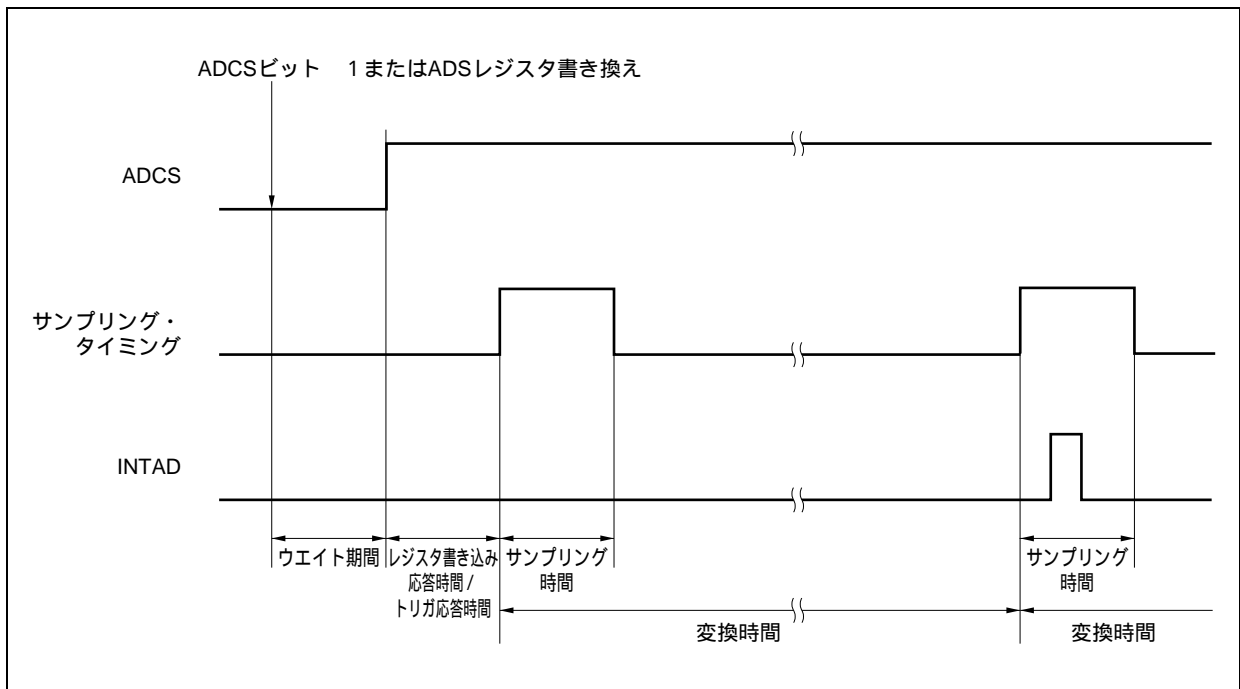 ADCSビット 1またはADSレジスタ書き換え
ADCS
サンプリング・
タイミング
INTAD
ウエイト期間
レジスタ書き込み
応答時間/
トリガ応答時間
サンプリング
時間
サンプリング
時間
変換時間
変換時間